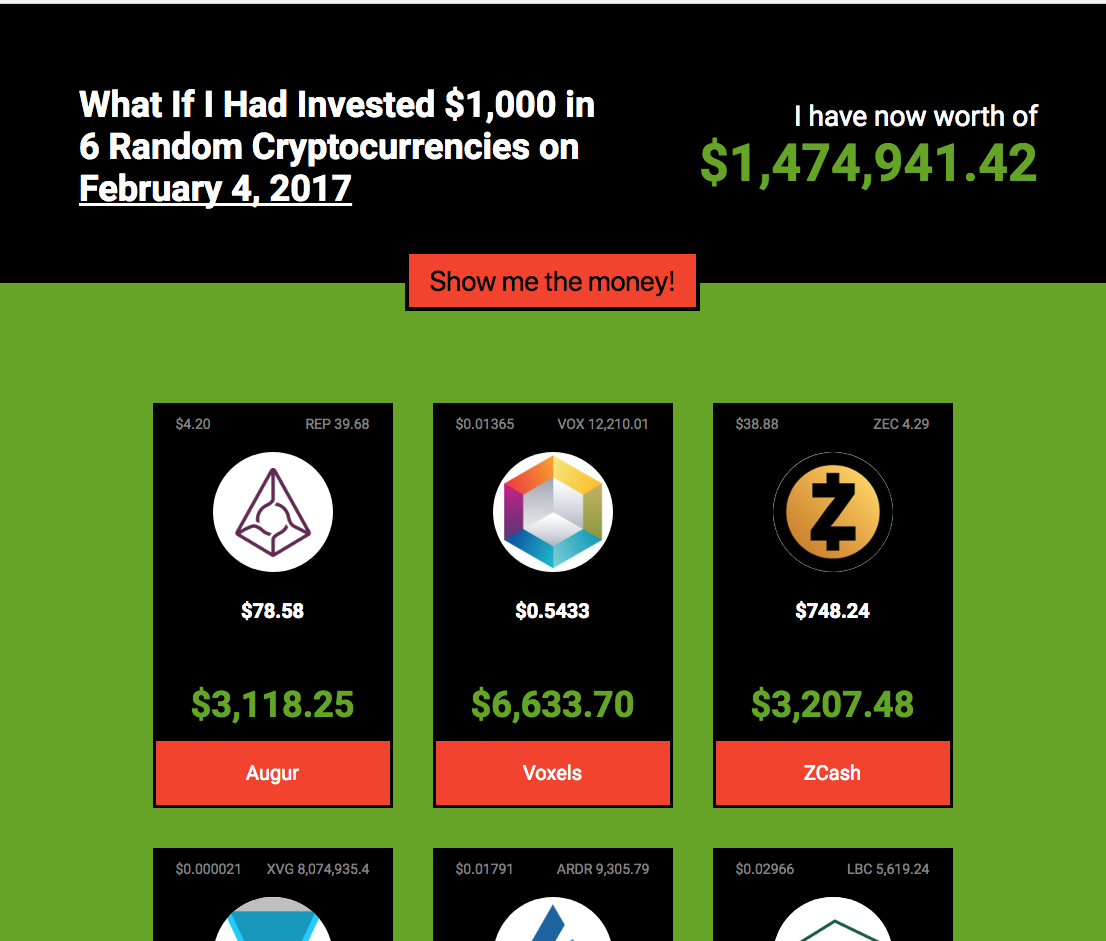 What If I Had Invested $1,000 in
6 Random Cryptocurrencies on
February 4, 2017
I have now worth of
$1,474,941.42
Show me the money!
$4.20 REP 39.68
$78.58
$3,118.25
Augur
$0.01365 VOX 12,210.01
$0.5433
$6,633.70
Voxels
$38.88 ZEC 4.29
$748.24
$3,207.48
ZCash
$0.000021 XVG 8,074,935.4
$0.01791 ARDR 9,305.79
$0.02966 LBC 5,619.24